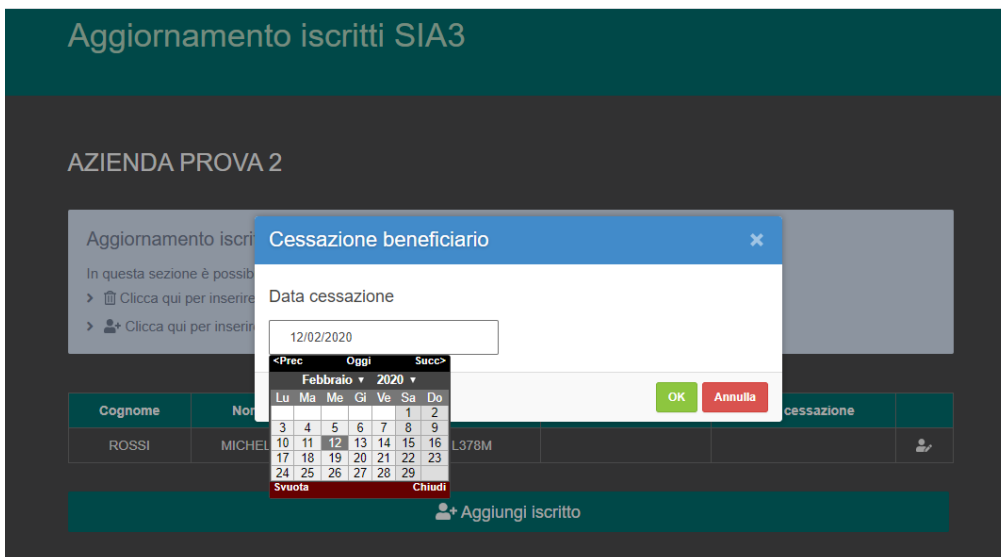 Aggiornamento iscritti SIA3
AZIENDA PROVA 2
Aggiornamento
In questa sezione è
Clicca qui per inserire
Clicca qui per
Cessazione beneficiario ×
Data cessazione
12/02/2020
<Prec Oggi Succ>
Febbraio ▼ 2020 ▼
Lu Ma Me Gi Ve Sa Do
1 2
3 4 5 6 7 8 9
10 11 12 13 14 15 16
17 18 19 20 21 22 23
24 25 26 27 28 29
Svuota Chiudi
OK Annulla
Cognome cessazione
ROSSI L378M
Aggiungi iscritto